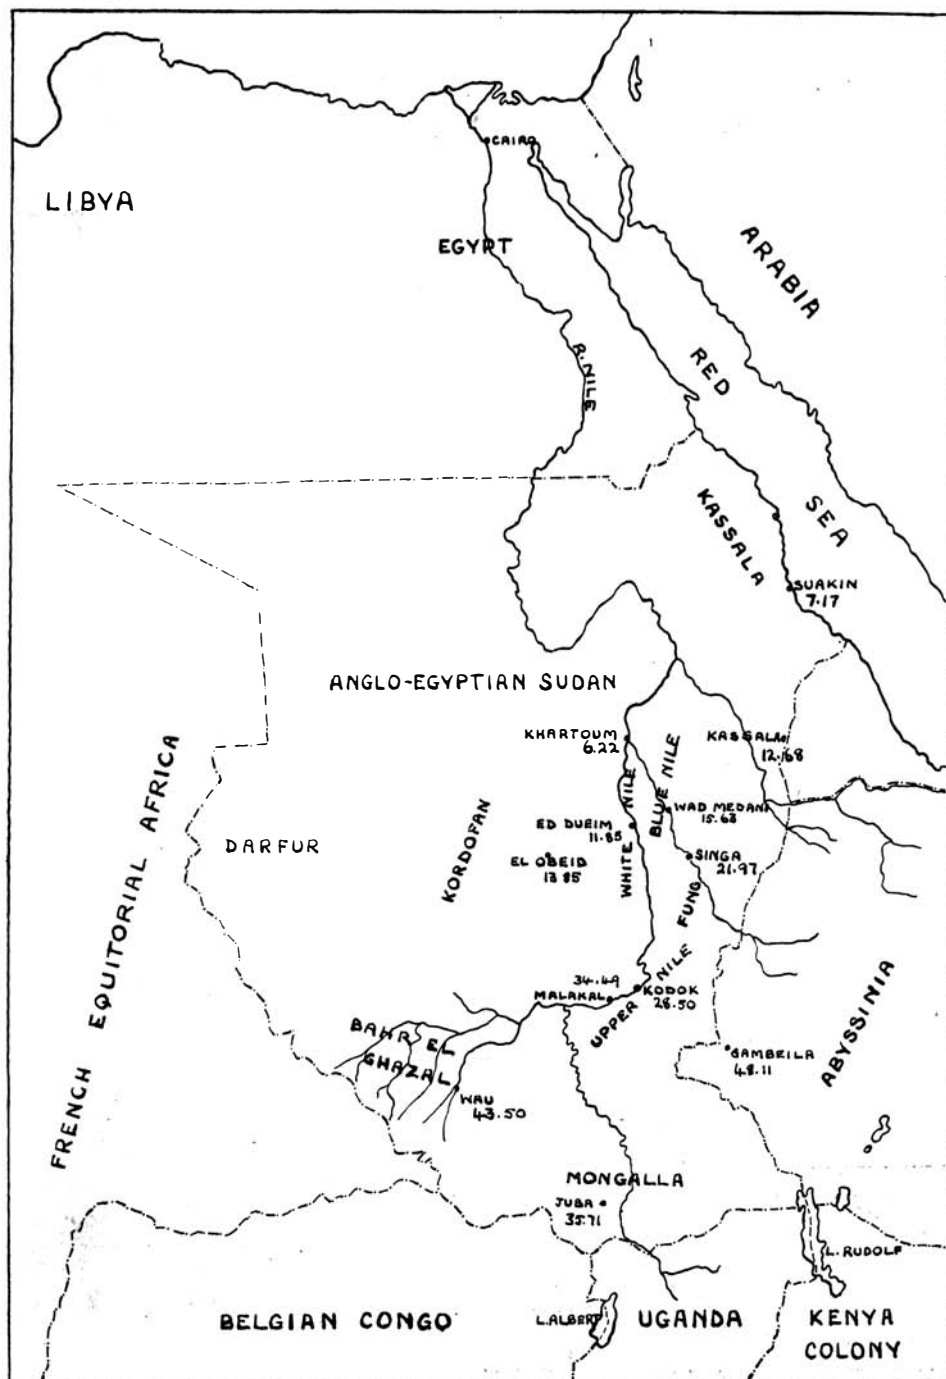 CAIRO
LIBYA
EGYPT
ARABIA
R. NILE
RED
SEA
KASSALA
SUAKIN
7.17
ANGLO-EGYPTIAN SUDAN
KHARTOUM
6.22
KASSALA
12.68
FRENCH EQUITORIAL AFRICA
DARFUR
KORDOFAN
WHITE NILE
BLUE NILE
WAD MEDANI
15.63
ED DUEIM
11.85
EL OBEID
13.85
SINGA
21.97
FUNG
UPPER NILE
34.49
MALAKAL
KODOK
28.50
BAHR EL
GHAZAL
WAU
43.50
GAMBEILA
48.11
ABYSSINIA
MONGALLA
JUBA
35.71
L. RUDOLF
BELGIAN CONGO
L. ALBERT
UGANDA
KENYA
COLONY